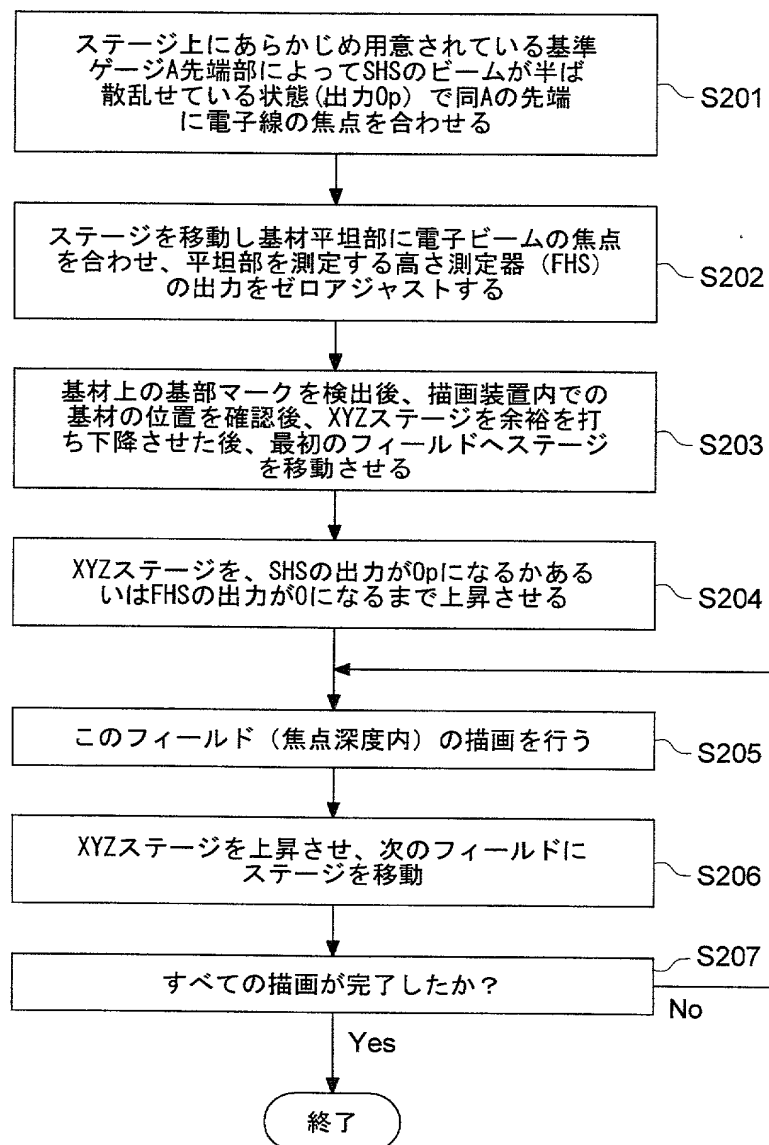 ステージ上にあらかじめ用意されている基準
ゲージA先端部によってSHSのビームが半ば
散乱せている状態(出力Op)で同Aの先端
に電子線の焦点を合わせる
S201
ステージを移動し基材平坦部に電子ビームの焦点
を合わせ、平坦部を測定する高さ測定器(FHS)
の出力をゼロアジャストする
S202
基材上の基部マークを検出後、描画装置内での
基材の位置を確認後、XYZステージを余裕を打
ち下降させた後、最初のフィールドへステージ
を移動させる
S203
XYZステージを、SHSの出力がOpになるかある
いはFHSの出力が0になるまで上昇させる
S204
このフィールド(焦点深度内)の描画を行う
S205
XYZステージを上昇させ、次のフィールドに
ステージを移動
S206
すべての描画が完了したか？
S207
No
Yes
終了